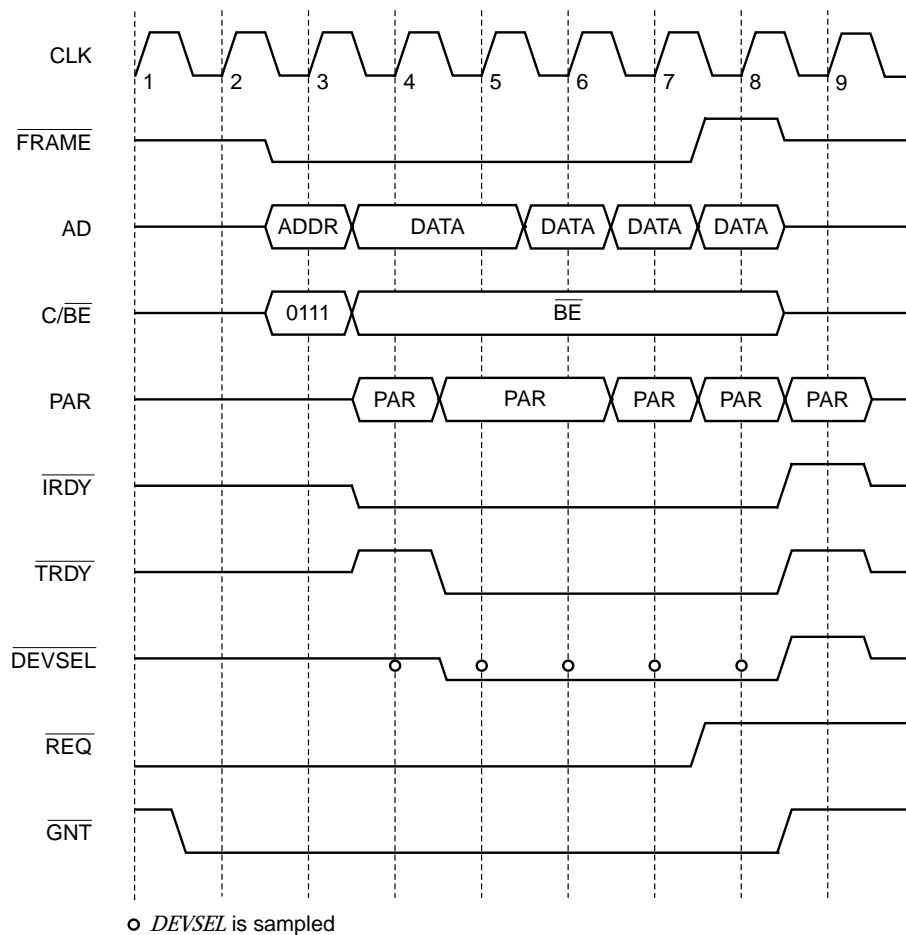 CLK
1 2 3 4 5 6 7 8 9
FRAME
AD ADDR DATA DATA DATA DATA
C/BE 0111 BE
PAR PAR PAR PAR PAR PAR
IRDY
TRDY
DEVSEL
REQ
GNT
DEVSEL is sampled